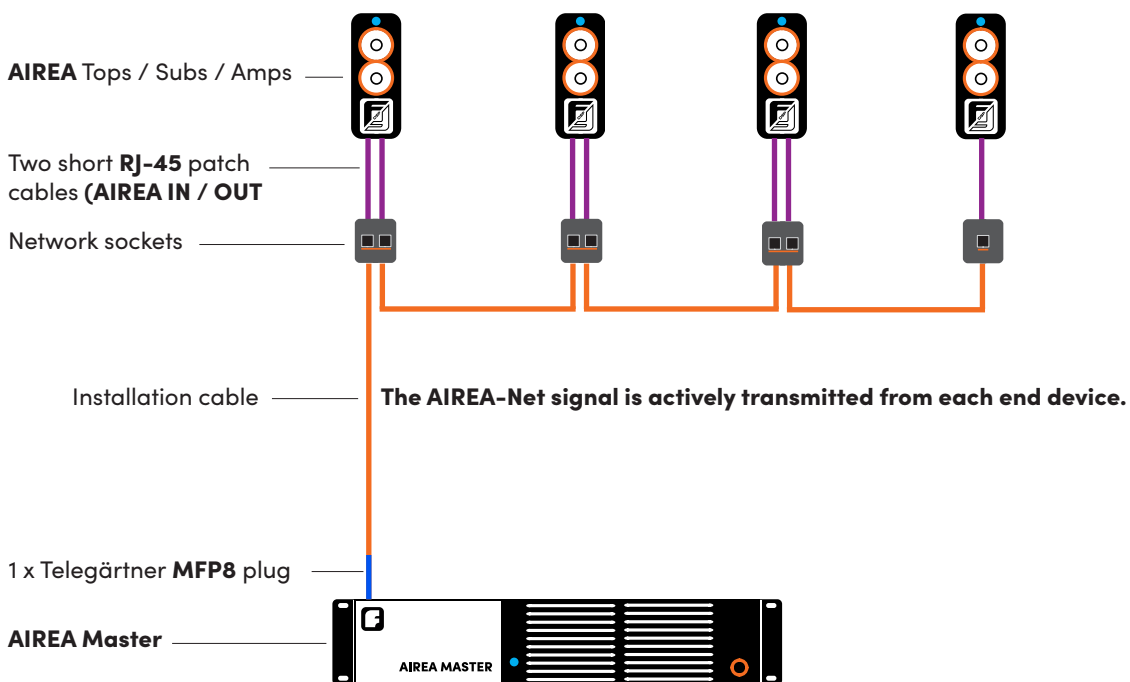 AIREA Tops / Subs / Amps
Two short RJ-45 patch
cables (AIREA IN / OUT
Network sockets
Installation cable
The AIREA-Net signal is actively transmitted from each end device.
1 x Telegärtner MFP8 plug
AIREA Master
AIREA MASTER